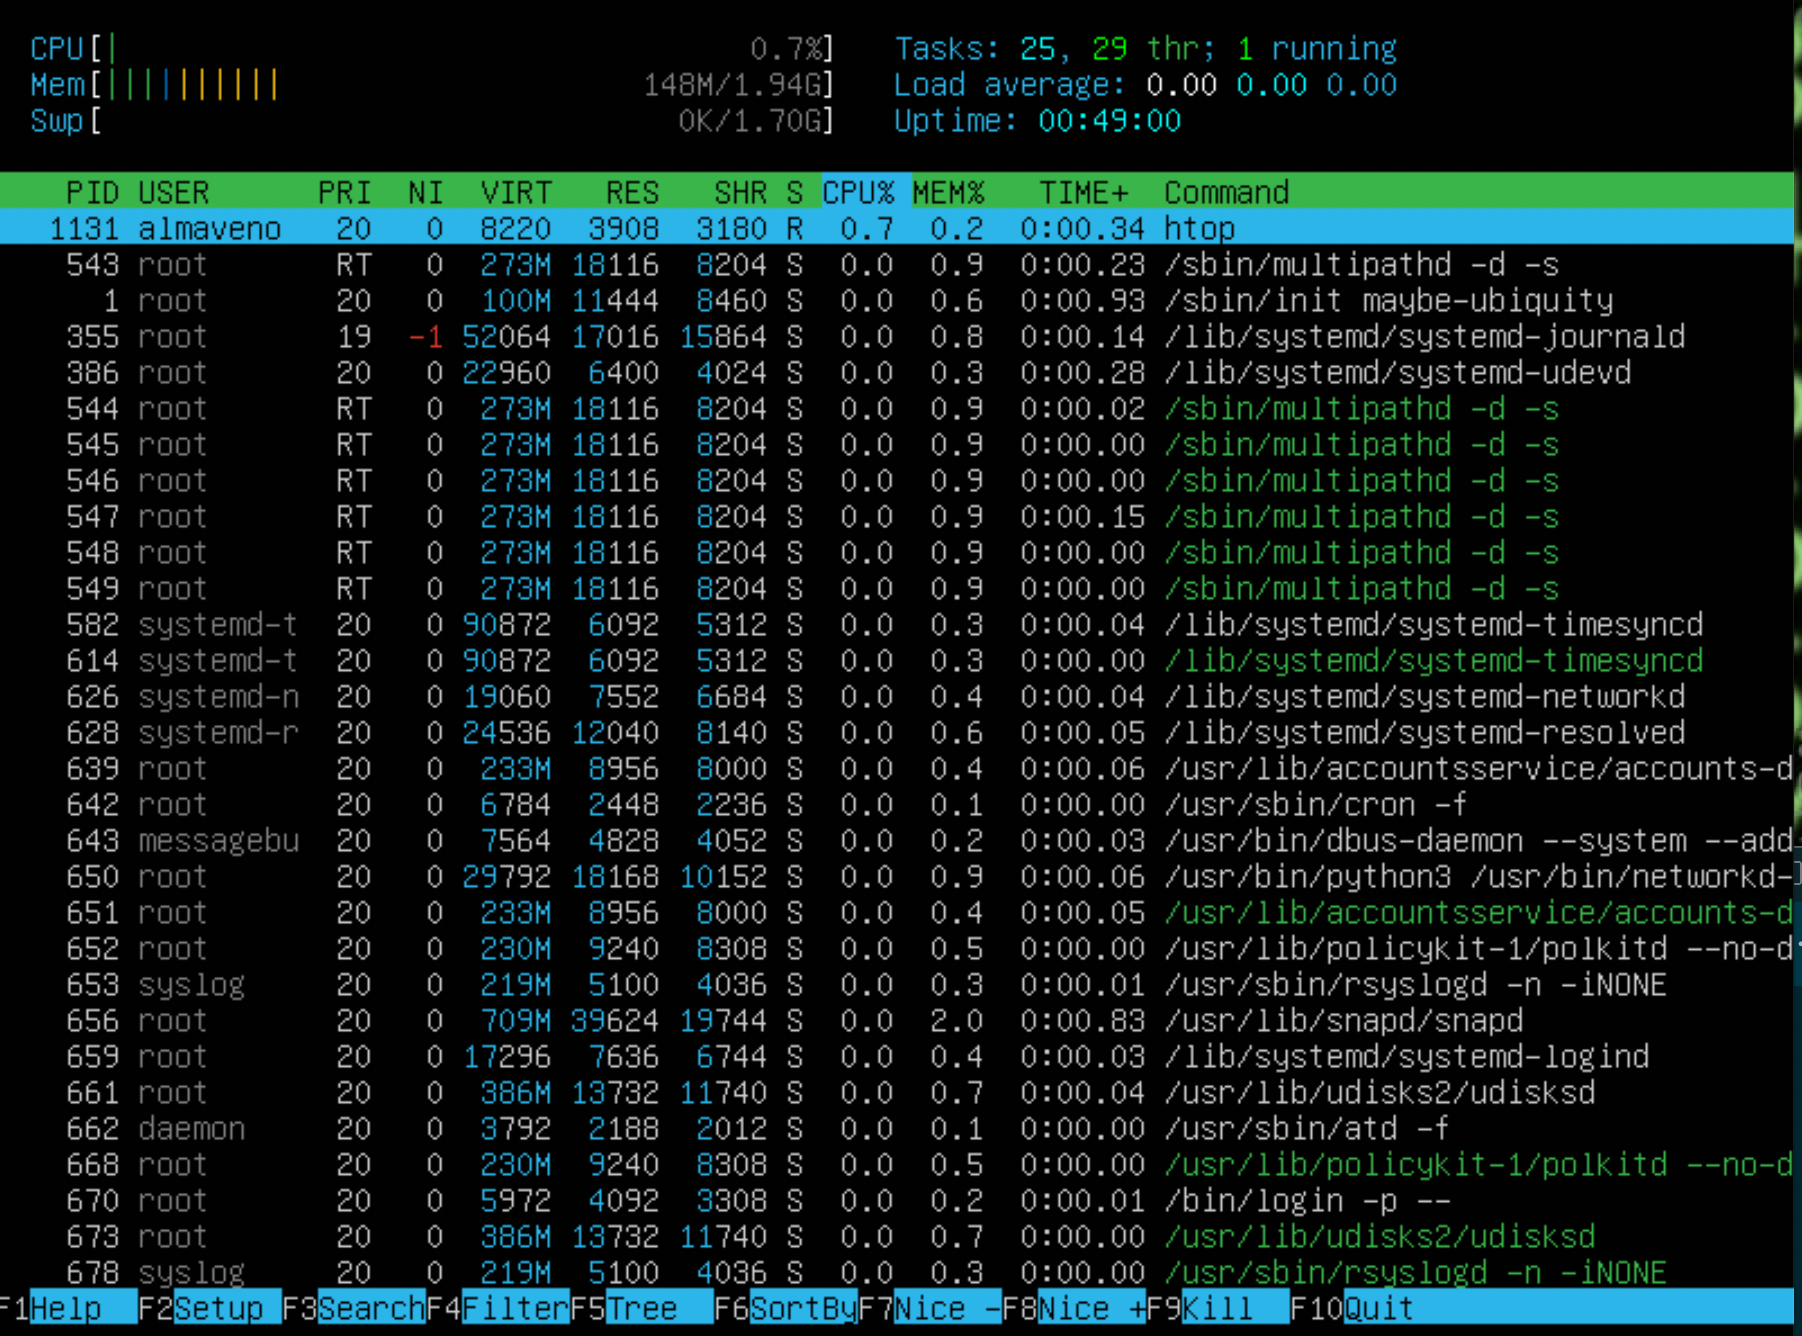 CPU[| 0.7%] Tasks: 25, 29 thr; 1 running
Mem[|||||||||| 148M/1.94G] Load average: 0.00 0.00 0.00
Swp[ 0K/1.70G] Uptime: 00:49:00
PID USER PRI NI VIRT RES SHR S CPU% MEM% TIME+ Command
1131 almaveno 20 0 8220 3908 3180 R 0.7 0.2 0:00.34 htop
543 root RT 0 273M 18116 8204 S 0.0 0.9 0:00.23 /sbin/multipathd -d -s
1 root 20 0 100M 11444 8460 S 0.0 0.6 0:00.93 /sbin/init maybe-ubiquity
355 root 19 -1 52064 17016 15864 S 0.0 0.8 0:00.14 /lib/systemd/systemd-journald
386 root 20 0 22960 6400 4024 S 0.0 0.3 0:00.28 /lib/systemd/systemd-udevd
544 root RT 0 273M 18116 8204 S 0.0 0.9 0:00.02 /sbin/multipathd -d -s
545 root RT 0 273M 18116 8204 S 0.0 0.9 0:00.00 /sbin/multipathd -d -s
546 root RT 0 273M 18116 8204 S 0.0 0.9 0:00.00 /sbin/multipathd -d -s
547 root RT 0 273M 18116 8204 S 0.0 0.9 0:00.15 /sbin/multipathd -d -s
548 root RT 0 273M 18116 8204 S 0.0 0.9 0:00.00 /sbin/multipathd -d -s
549 root RT 0 273M 18116 8204 S 0.0 0.9 0:00.00 /sbin/multipathd -d -s
582 systemd-t 20 0 90872 6092 5312 S 0.0 0.3 0:00.04 /lib/systemd/systemd-timesyncd
614 systemd-t 20 0 90872 6092 5312 S 0.0 0.3 0:00.00 /lib/systemd/systemd-timesyncd
626 systemd-n 20 0 19060 7552 6684 S 0.0 0.4 0:00.04 /lib/systemd/systemd-networkd
628 systemd-r 20 0 24536 12040 8140 S 0.0 0.6 0:00.05 /lib/systemd/systemd-resolved
639 root 20 0 233M 8956 8000 S 0.0 0.4 0:00.06 /usr/lib/accountsservice/accounts-d
642 root 20 0 6784 2448 2236 S 0.0 0.1 0:00.00 /usr/sbin/cron -f
643 messagebu 20 0 7564 4828 4052 S 0.0 0.2 0:00.03 /usr/bin/dbus-daemon --system --add
650 root 20 0 29792 18168 10152 S 0.0 0.9 0:00.06 /usr/bin/python3 /usr/bin/networkd-
651 root 20 0 233M 8956 8000 S 0.0 0.4 0:00.05 /usr/lib/accountsservice/accounts-d
652 root 20 0 230M 9240 8308 S 0.0 0.5 0:00.00 /usr/lib/policykit-1/polkitd --no-d
653 syslog 20 0 219M 5100 4036 S 0.0 0.3 0:00.01 /usr/sbin/rsyslogd -n -iNONE
656 root 20 0 709M 39624 19744 S 0.0 2.0 0:00.83 /usr/lib/snapd/snapd
659 root 20 0 17296 7636 6744 S 0.0 0.4 0:00.03 /lib/systemd/systemd-logind
661 root 20 0 386M 13732 11740 S 0.0 0.7 0:00.04 /usr/lib/udisks2/udisksd
662 daemon 20 0 3792 2188 2012 S 0.0 0.1 0:00.00 /usr/sbin/atd -f
668 root 20 0 230M 9240 8308 S 0.0 0.5 0:00.00 /usr/lib/policykit-1/polkitd --no-d
670 root 20 0 5972 4092 3308 S 0.0 0.2 0:00.01 /bin/login -p --
673 root 20 0 386M 13732 11740 S 0.0 0.7 0:00.00 /usr/lib/udisks2/udisksd
678 syslog 20 0 219M 5100 4036 S 0.0 0.3 0:00.00 /usr/sbin/rsyslogd -n -iNONE
F1Help F2Setup F3SearchF4FilterF5Tree F6SortByF7Nice -F8Nice +F9Kill F10Quit